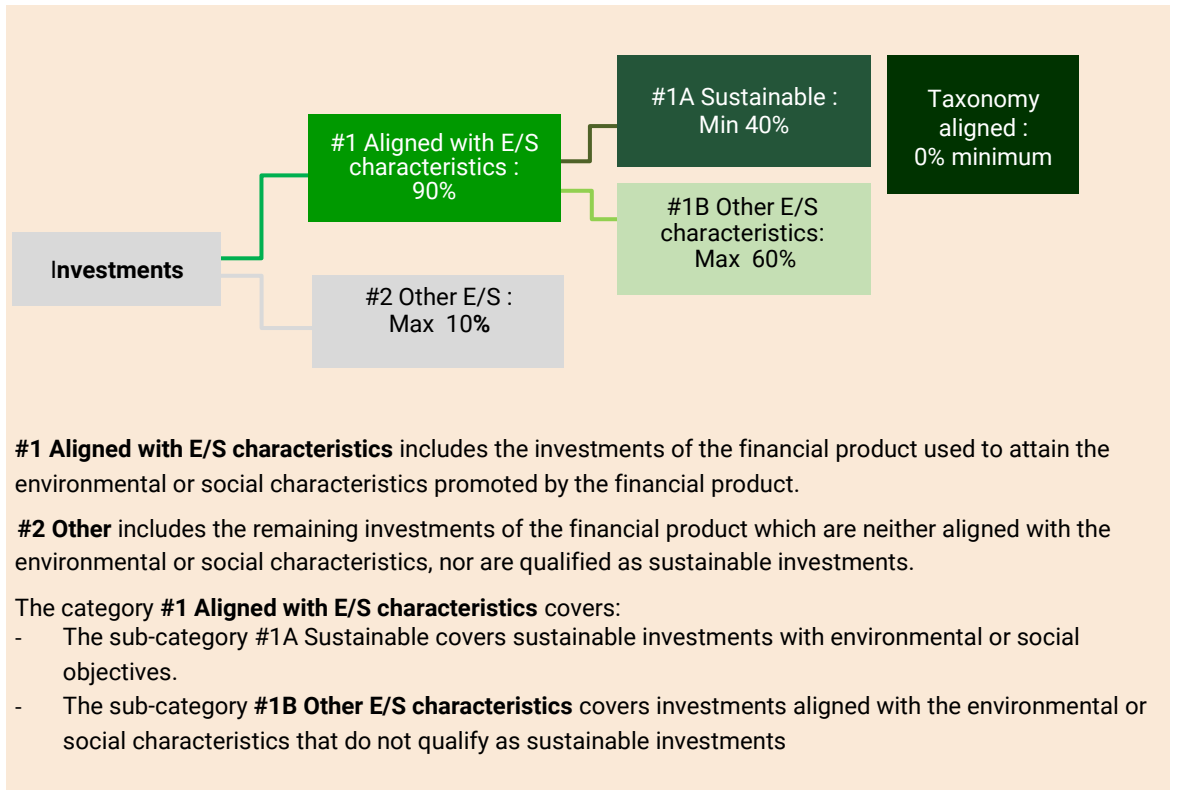 #1A Sustainable :
Min 40%
Taxonomy
aligned :
0% minimum
#1 Aligned with E/S
characteristics :
90%
#1B Other E/S
characteristics:
Max 60%
Investments
#2 Other E/S :
Max 10%
#1 Aligned with E/S characteristics includes the investments of the financial product used to attain the
environmental or social characteristics promoted by the financial product.
#2 Other includes the remaining investments of the financial product which are neither aligned with the
environmental or social characteristics, nor are qualified as sustainable investments.
The category #1 Aligned with E/S characteristics covers:
- The sub-category #1A Sustainable covers sustainable investments with environmental or social
objectives.
- The sub-category #1B Other E/S characteristics covers investments aligned with the environmental or
social characteristics that do not qualify as sustainable investments